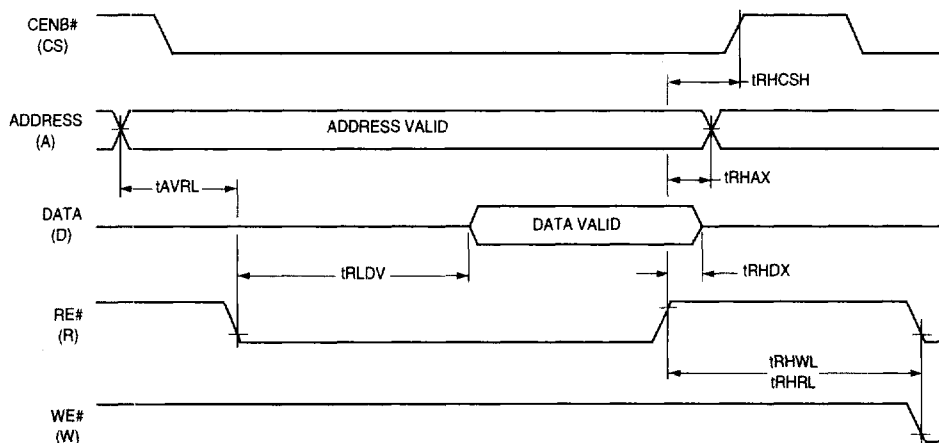 CENB#
(CS)
tRHCSH
ADDRESS
(A)
ADDRESS VALID
tAVRL
tRHAX
DATA
(D)
DATA VALID
tRLDV
tRHDX
RE#
(R)
tRHWL
tRHRL
WE#
(W)